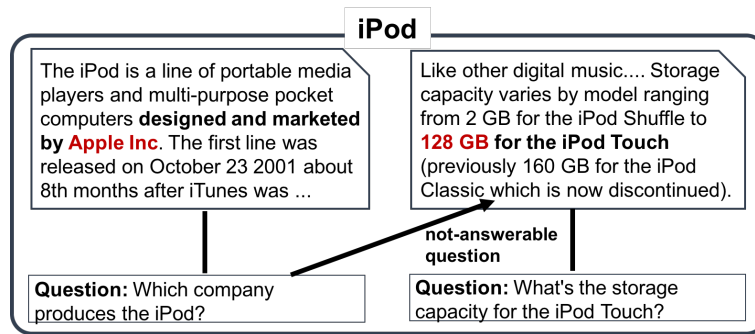 iPod
The iPod is a line of portable media
players and multi-purpose pocket
computers designed and marketed
by Apple Inc. The first line was
released on October 23 2001 about
8th months after iTunes was ...
Like other digital music.... Storage
capacity varies by model ranging
from 2 GB for the iPod Shuffle to
128 GB for the iPod Touch
(previously 160 GB for the iPod
Classic which is now discontinued).
not-answerable
question
Question: Which company
produces the iPod?
Question: What's the storage
capacity for the iPod Touch?